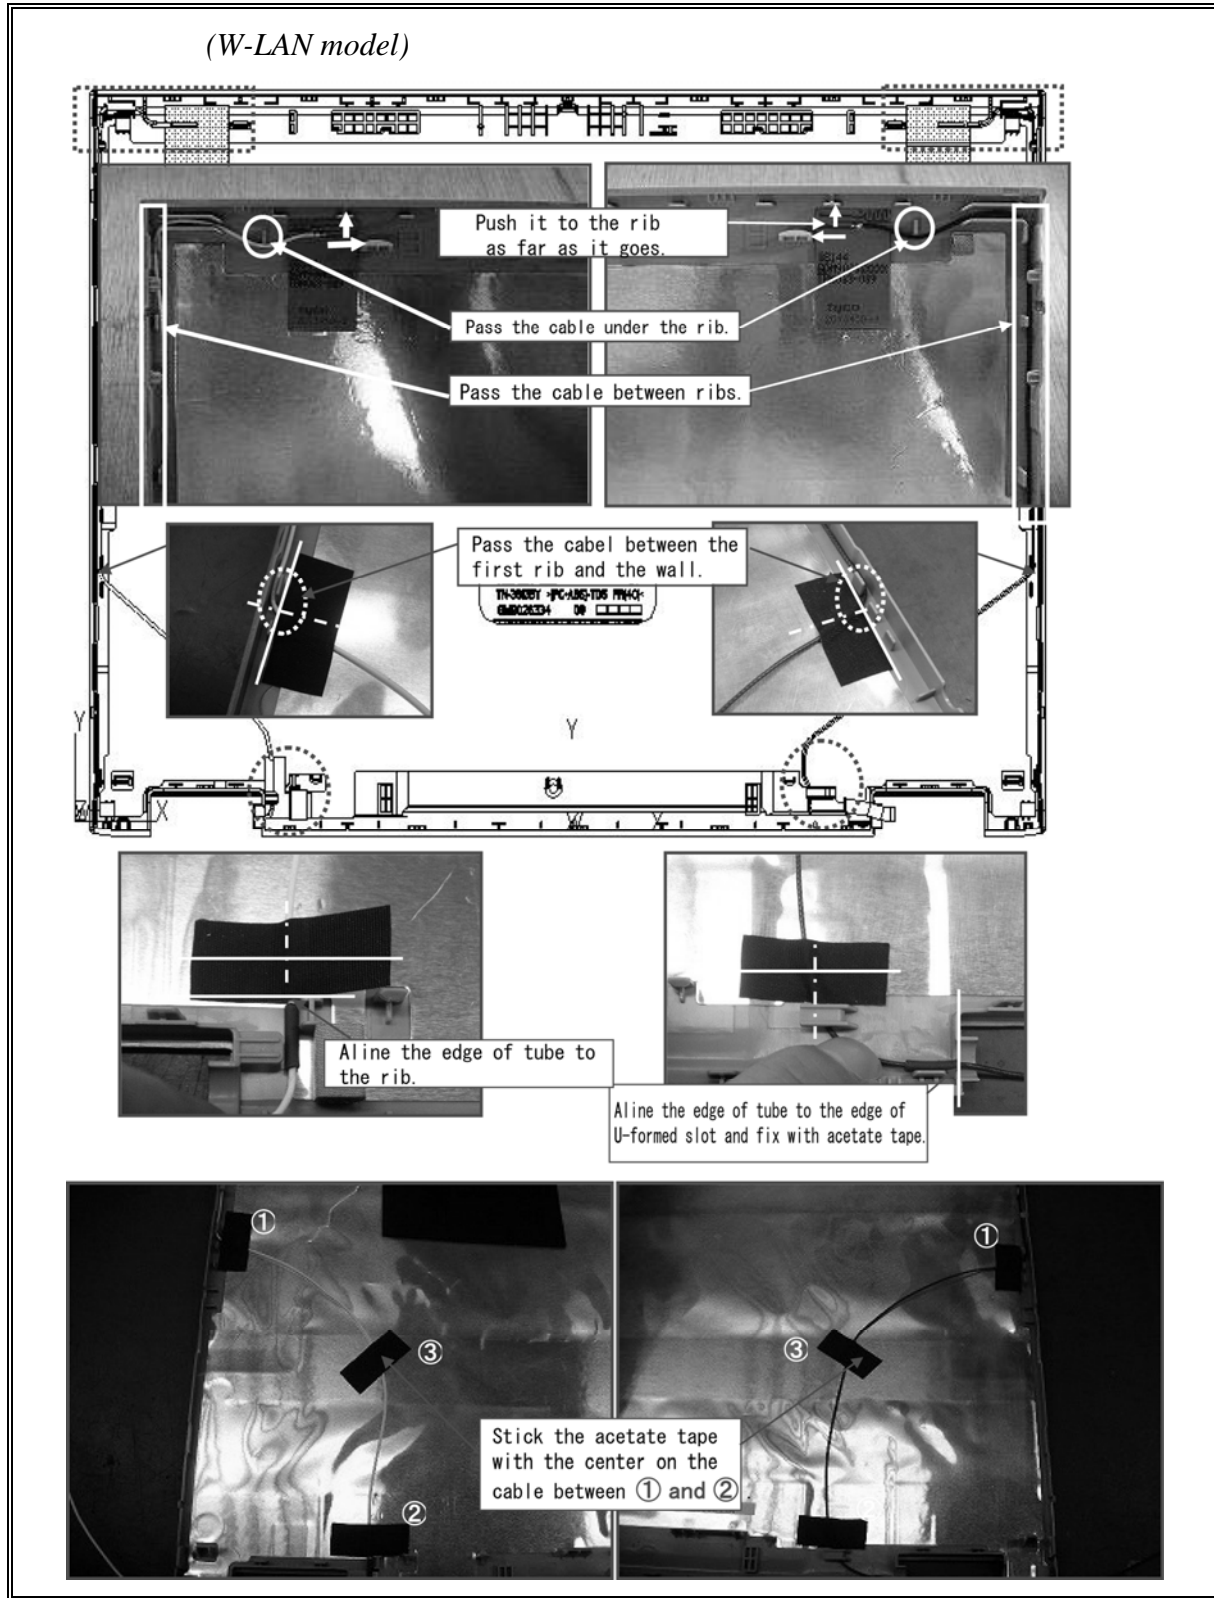 (W-LAN model)
Push it to the rib
as far as it goes.
Pass the cable under the rib.
Pass the cable between ribs.
Pass the cabel between the
first rib and the wall.
Y
Y
X
X
Aline the edge of tube to
the rib.
Aline the edge of tube to the edge of
U-formed slot and fix with acetate tape.
①
①
③
③
Stick the acetate tape
with the center on the
cable between ① and ②
②